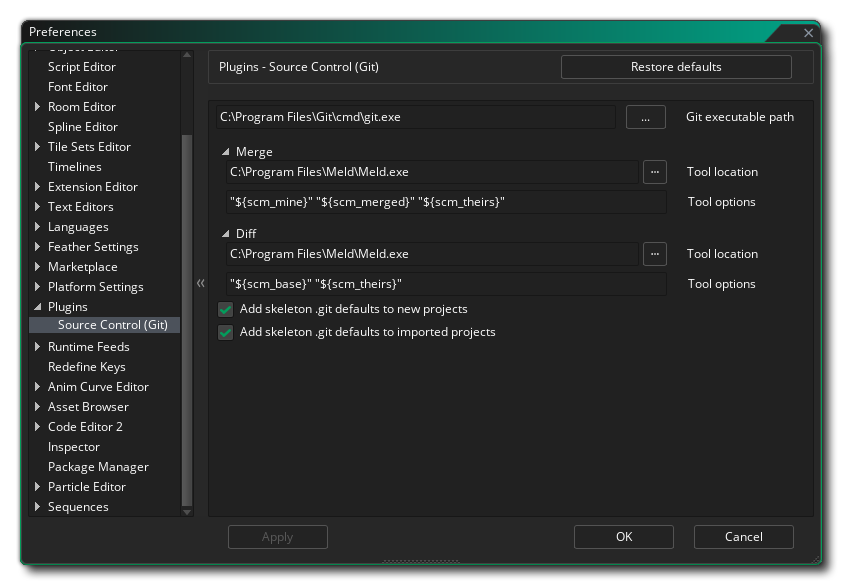 Preferences
Object Editor
Script Editor
Font Editor
Room Editor
Spline Editor
Tile Sets Editor
Timelines
Extension Editor
Text Editors
Languages
Feather Settings
Marketplace
Platform Settings
Plugins
Source Control (Git)
Runtime Feeds
Redefine Keys
Anim Curve Editor
Asset Browser
Code Editor 2
Inspector
Package Manager
Particle Editor
Sequences
Plugins - Source Control (Git)
Restore defaults
C:\Program Files\Git\cmd\git.exe ... Git executable path
Merge
C:\Program Files\Meld\Meld.exe ... Tool location
"${scm_mine}" "${scm_merged}" "${scm_theirs}" Tool options
Diff
C:\Program Files\Meld\Meld.exe ... Tool location
"${scm_base}" "${scm_theirs}" Tool options
Add skeleton .git defaults to new projects
Add skeleton .git defaults to imported projects
Apply
OK
Cancel